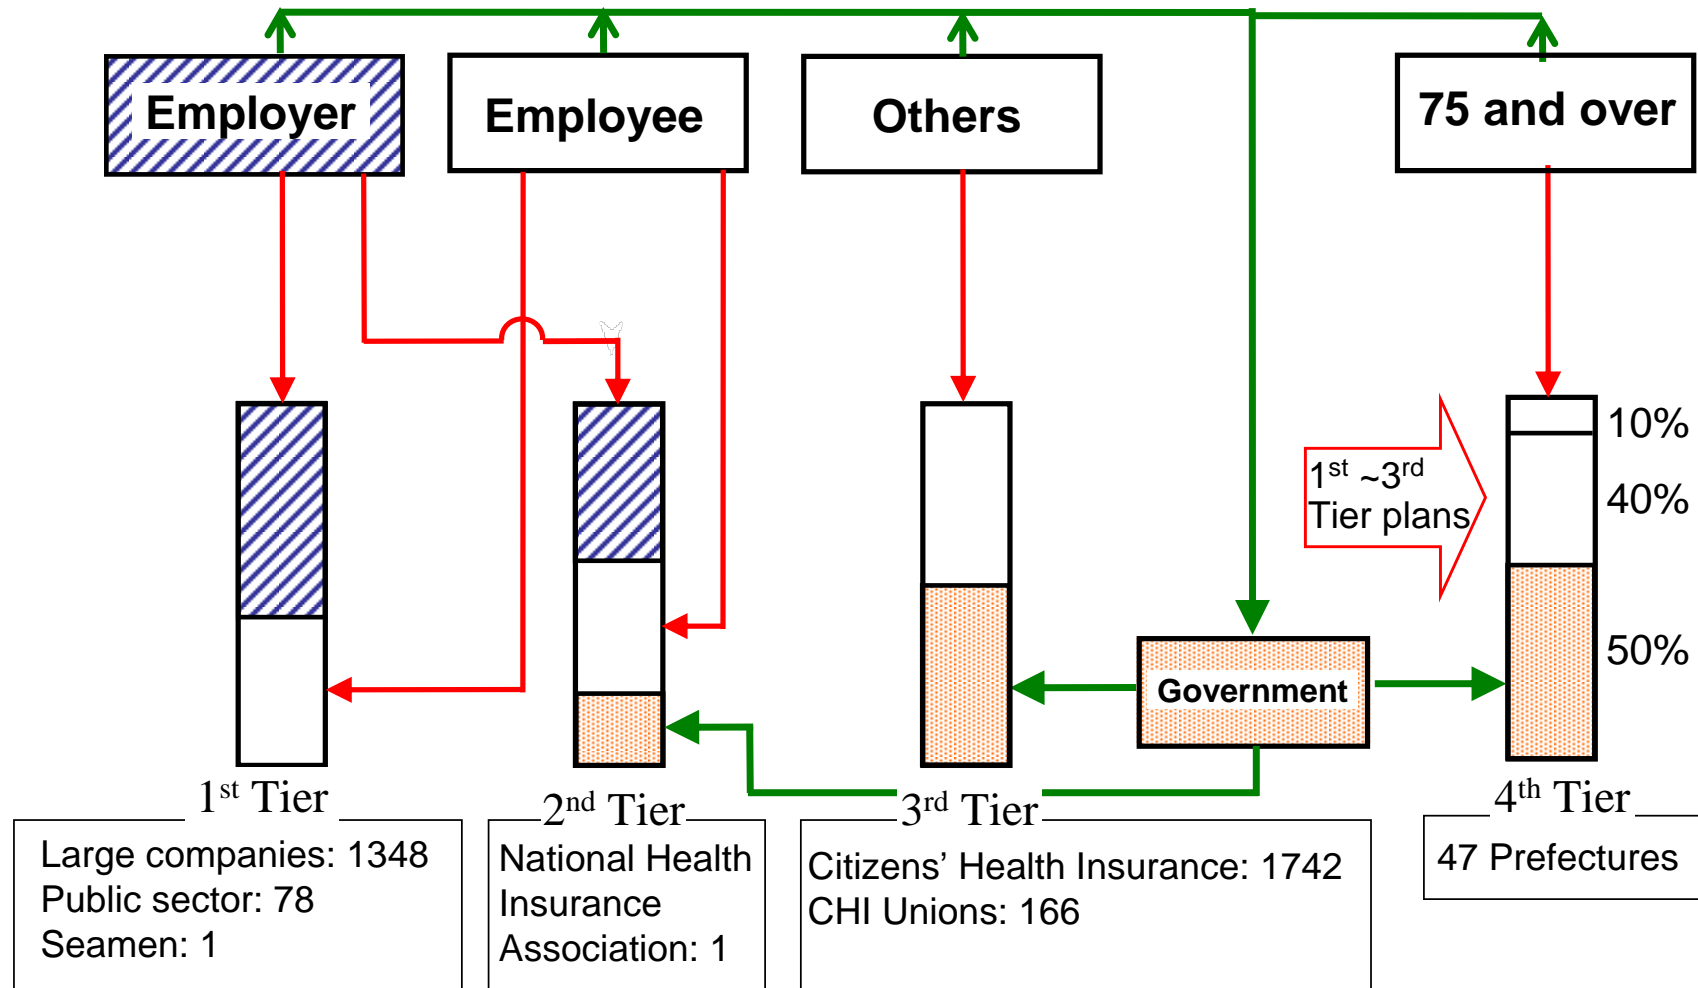 Employer
Employee
Others
75 and over
10%
1st ~3rd
Tier plans
40%
50%
Government
1st Tier
2nd Tier
3rd Tier
4th Tier
Large companies: 1348
Public sector: 78
Seamen: 1
National Health
Insurance
Association: 1
Citizens’ Health Insurance: 1742
CHI Unions: 166
47 Prefectures